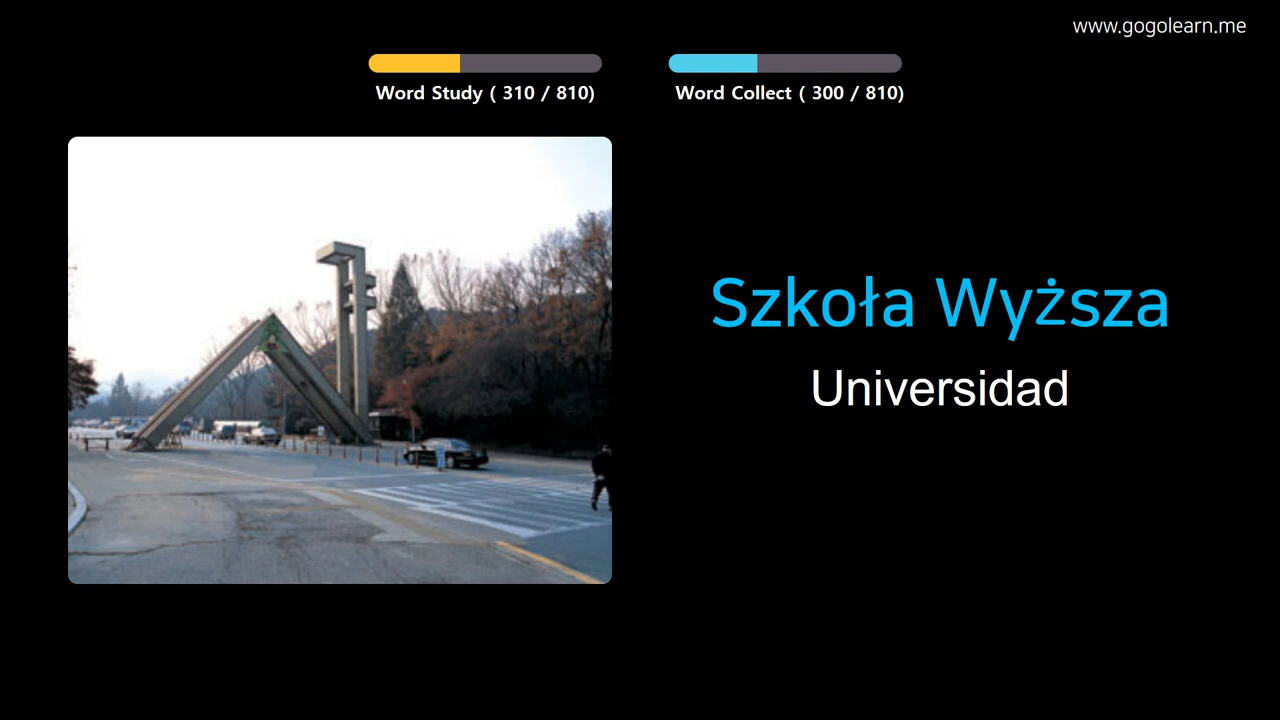 www.gogolearn.me
Word Study ( 310 / 810)
Word Collect ( 300 / 810)
Szkoła Wyższa
Universidad